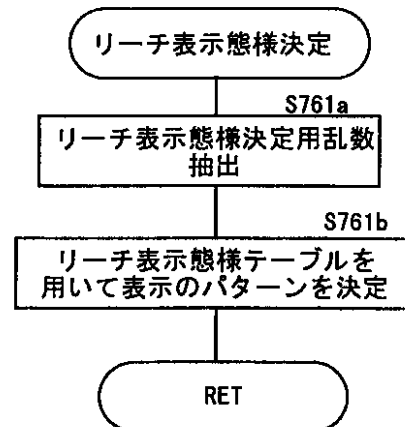 リーチ表示態様決定
S761a
リーチ表示態様決定用乱数
抽出
S761b
リーチ表示態様テーブルを
用いて表示のパターンを決定
RET